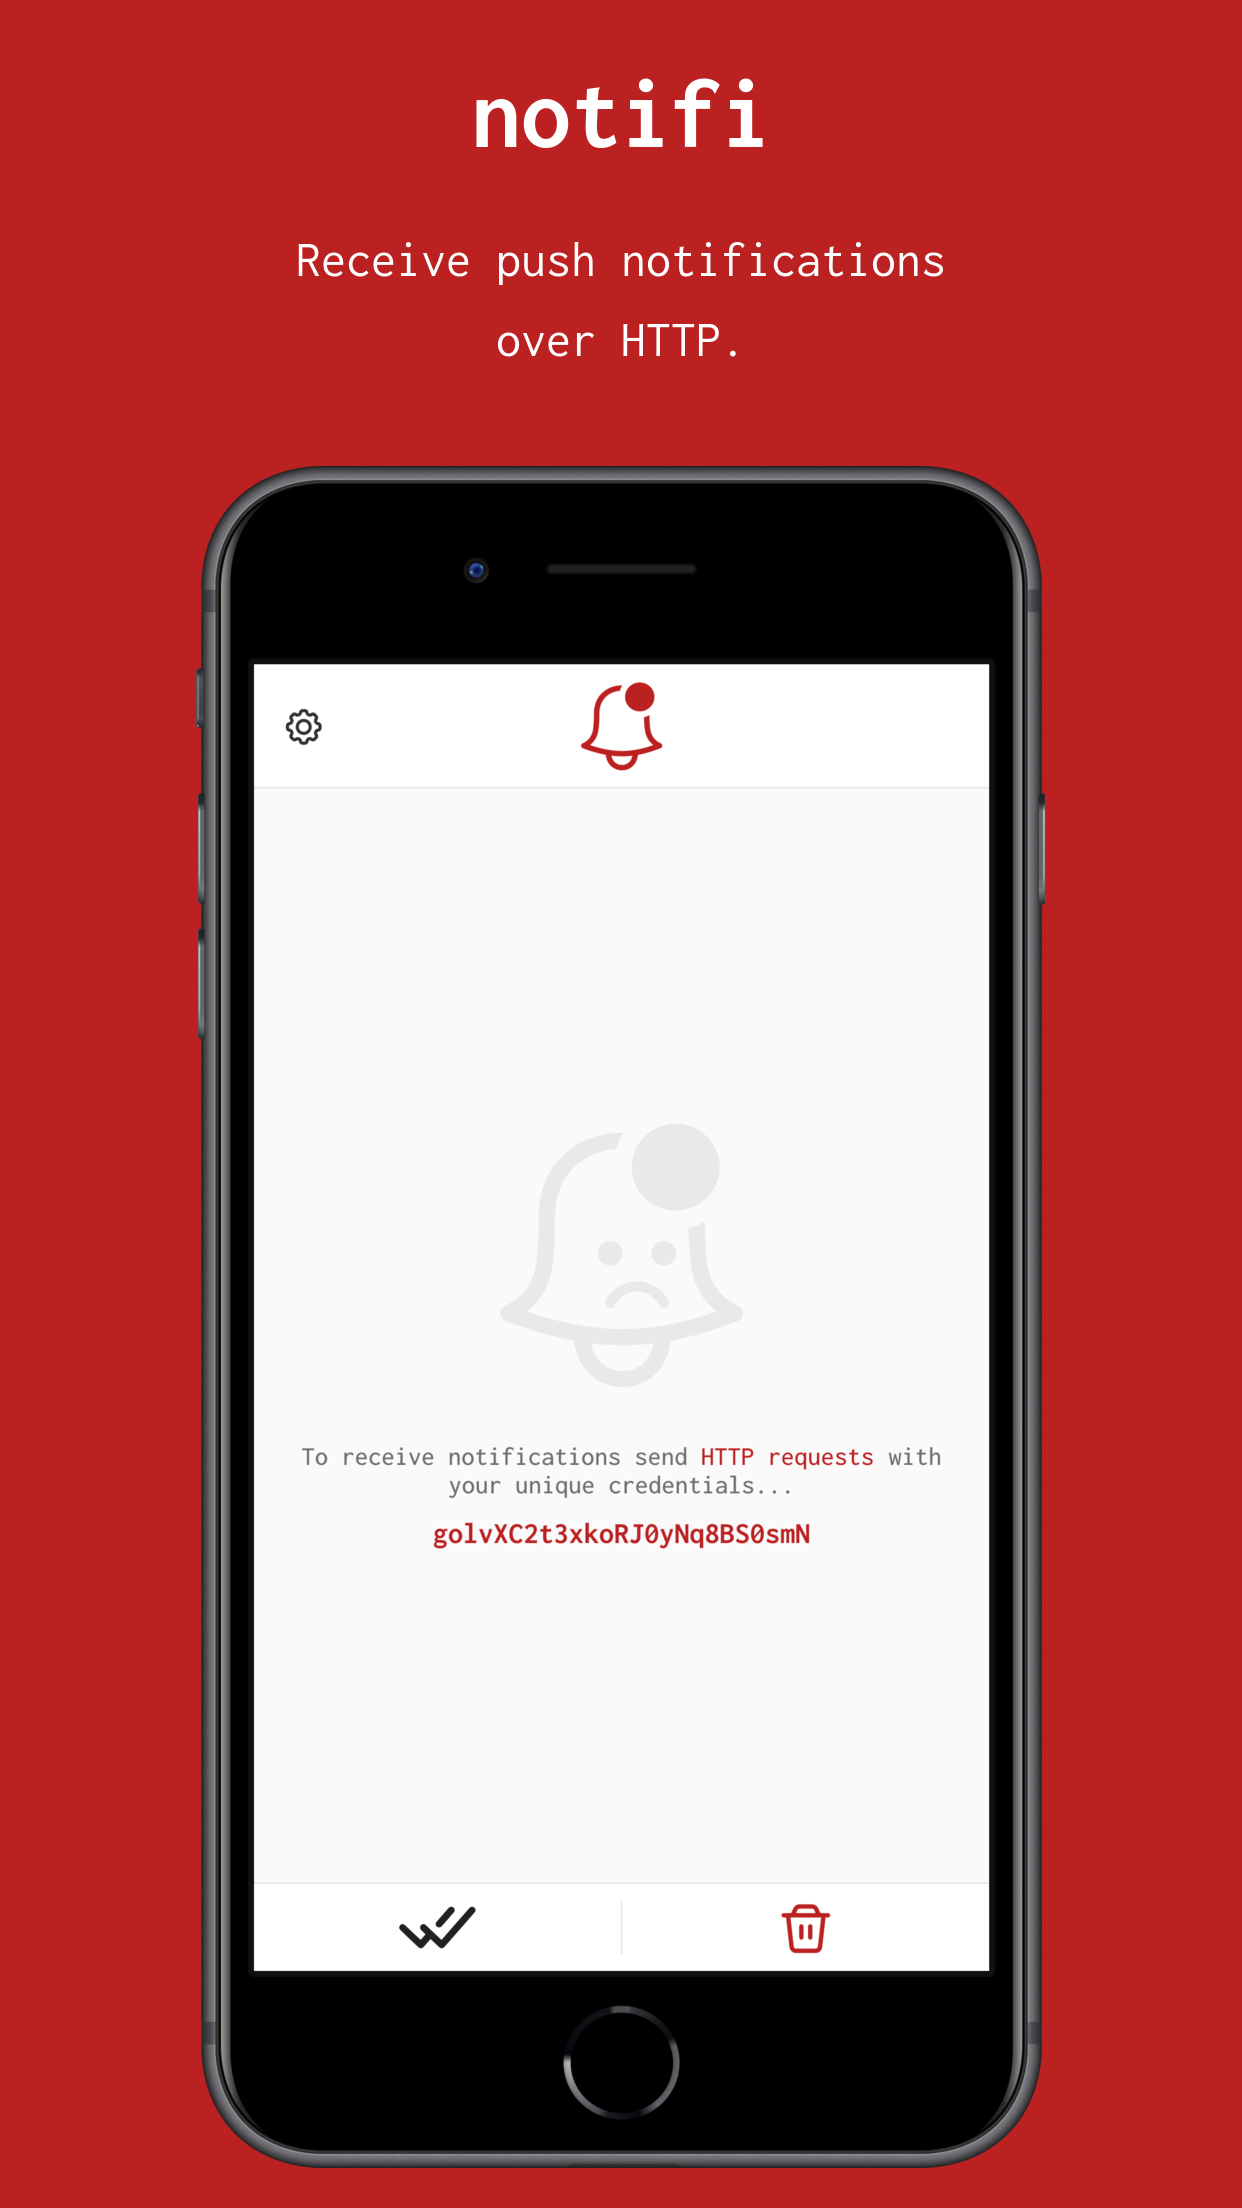 notifi
Receive push notifications
over HTTP.
To receive notifications send HTTP requests with
your unique credentials...
golvXC2t3xkoRJ0yNq8BS0smN